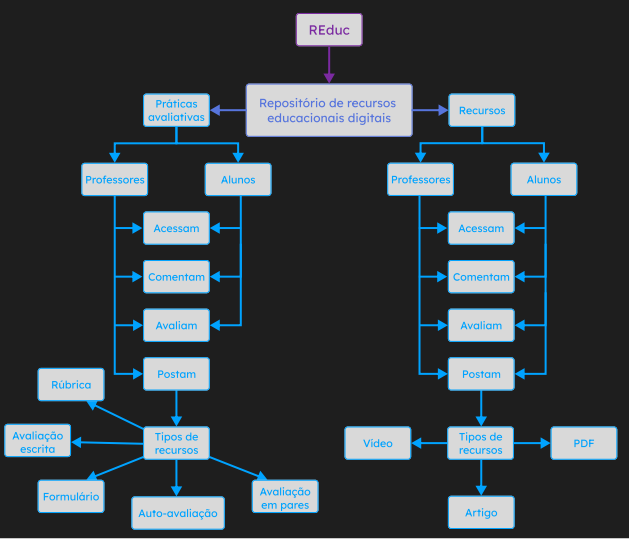 REduc
Repositório de recursos
educacionais digitais
Práticas
avaliativas
Recursos
Professores
Alunos
Professores
Alunos
Acessam
Acessam
Comentam
Comentam
Avaliam
Avaliam
Postam
Postam
Rúbrica
Avaliação
escrita
Tipos de
recursos
Vídeo
Tipos de
recursos
PDF
Formulário
Auto-avaliação
Avaliação
em pares
Artigo